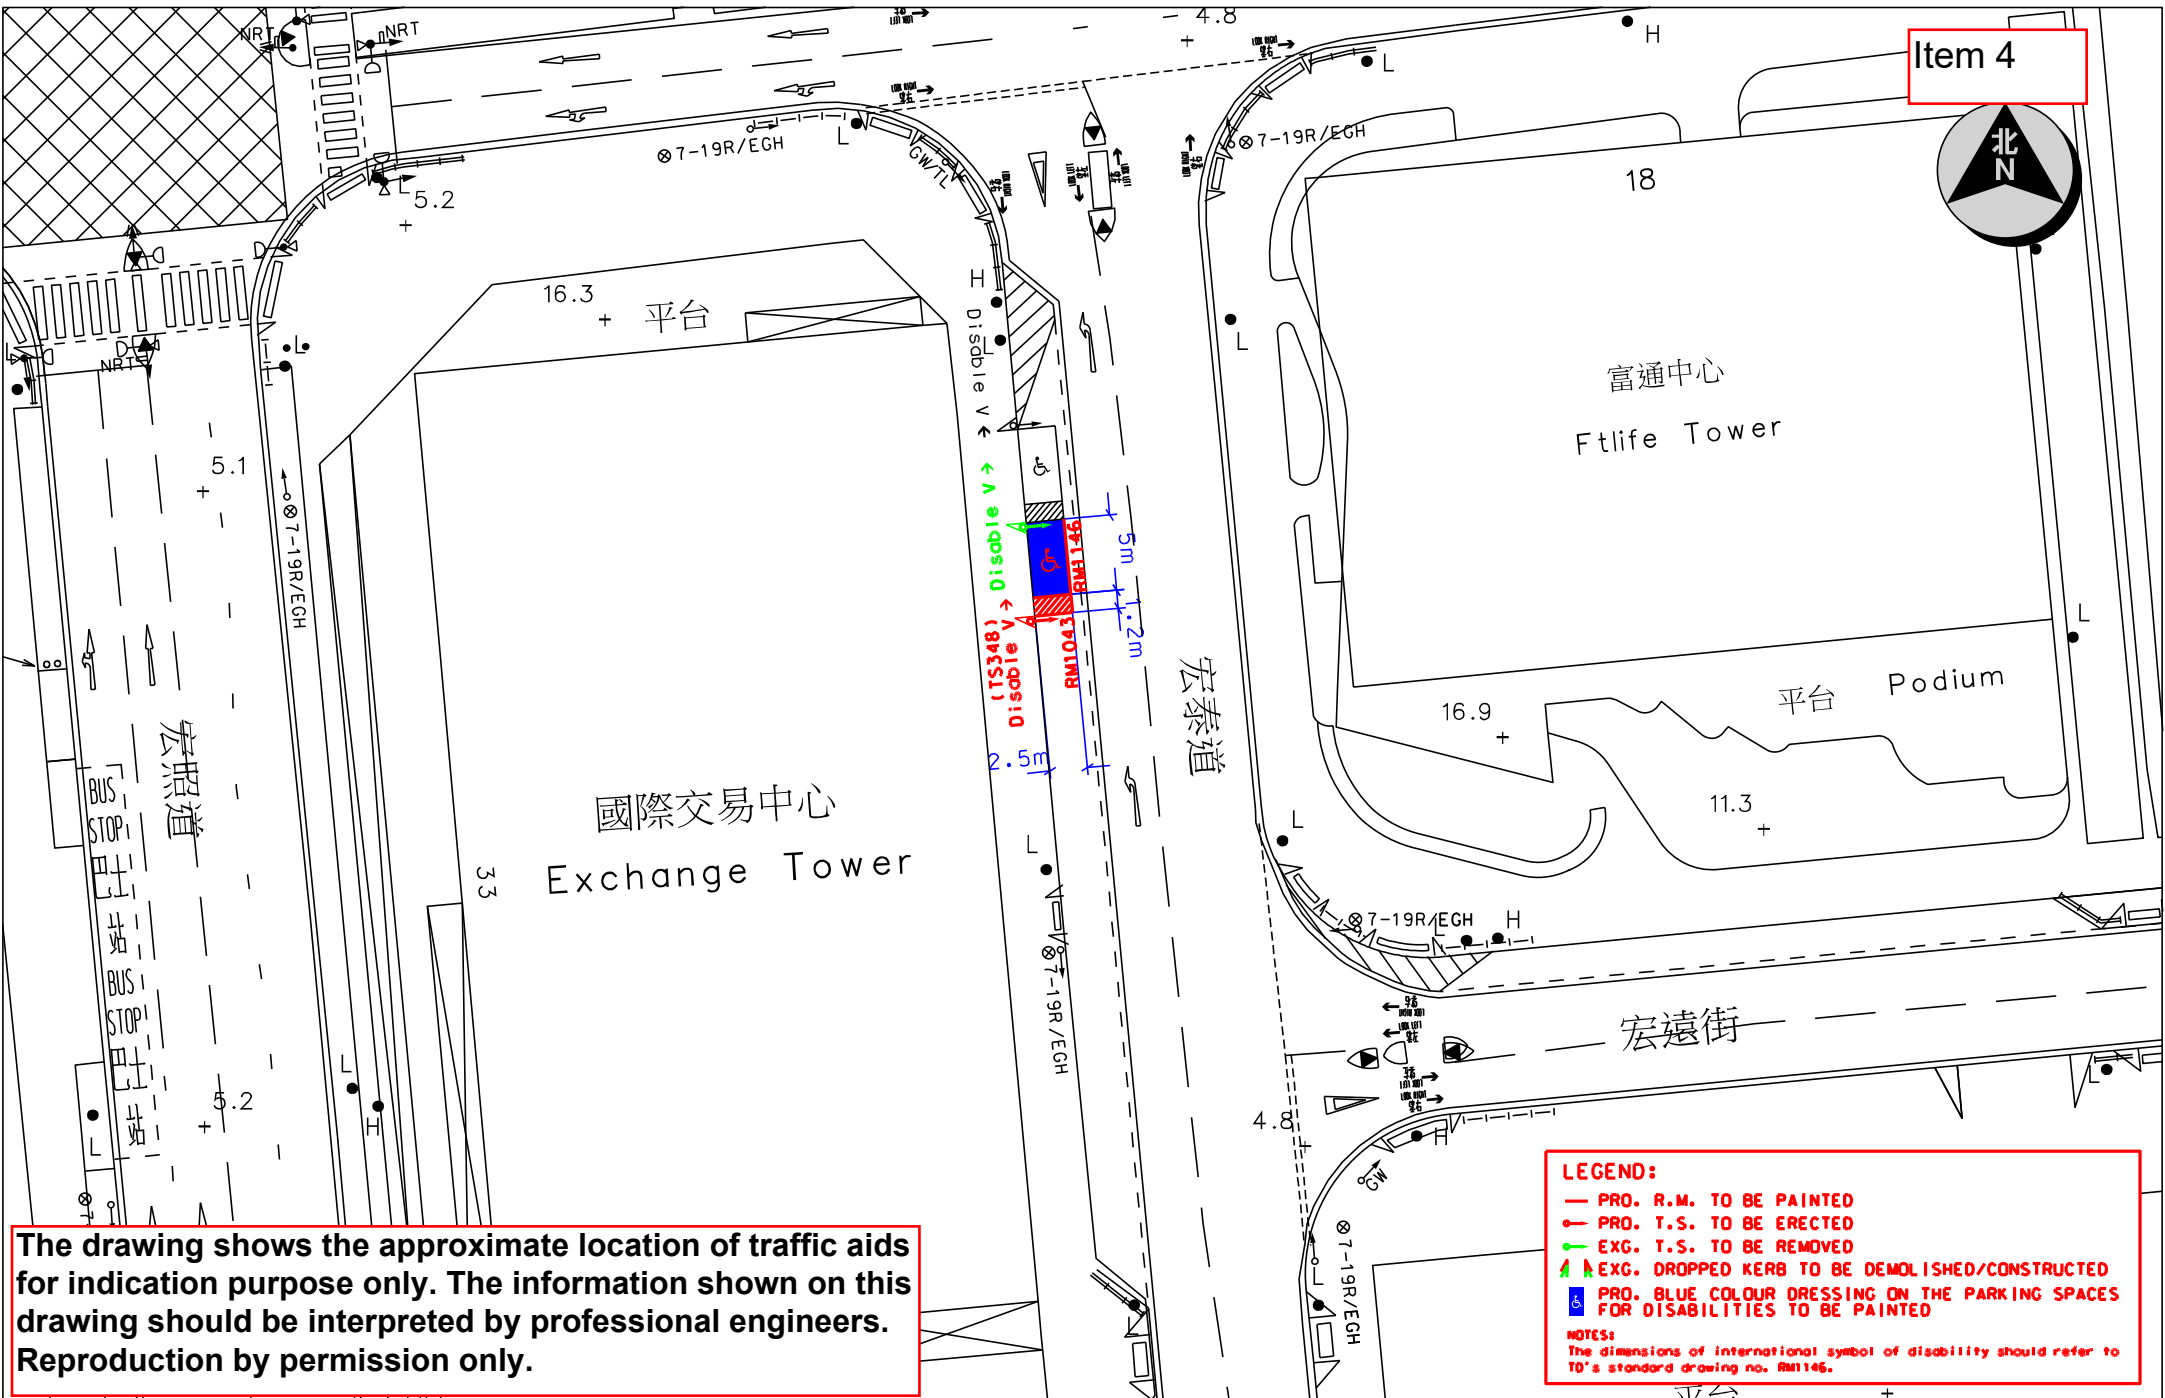 Item 4
北
N
4.8
H
L
NRT
NRT
7-19R/EGH
L
GW/TL
7-19R/EGH
18
L
5.2
16.3
平台
H
Disable V
L
L
L
NRT
富通中心
Ftlife Tower
5.1
7-19R/EGH
Disable V
RM1146
5m
1.2m
(TS348)
Disable V
RM1043
2.5m
宏泰道
L
16.9
平台
Podium
11.3
宏照道
BUS
STOP
巴士站
BUS
STOP
巴士站
國際交易中心
Exchange Tower
33
L
7-19R/EGH
L
7-19R/EGH
L
H
宏遠街
5.2
L
L
H
4.8
H
GW
L
7-19R/EGH
L
L
The drawing shows the approximate location of traffic aids
for indication purpose only. The information shown on this
drawing should be interpreted by professional engineers.
Reproduction by permission only.
LEGEND:
PRO. R.M. TO BE PAINTED
PRO. T.S. TO BE ERECTED
EXG. T.S. TO BE REMOVED
EXG. DROPPED KERB TO BE DEMOLISHED/CONSTRUCTED
PRO. BLUE COLOUR DRESSING ON THE PARKING SPACES
FOR DISABILITIES TO BE PAINTED
NOTES:
The dimensions of international symbol of disability should refer to
TD's standard drawing no. RM1146.
平台